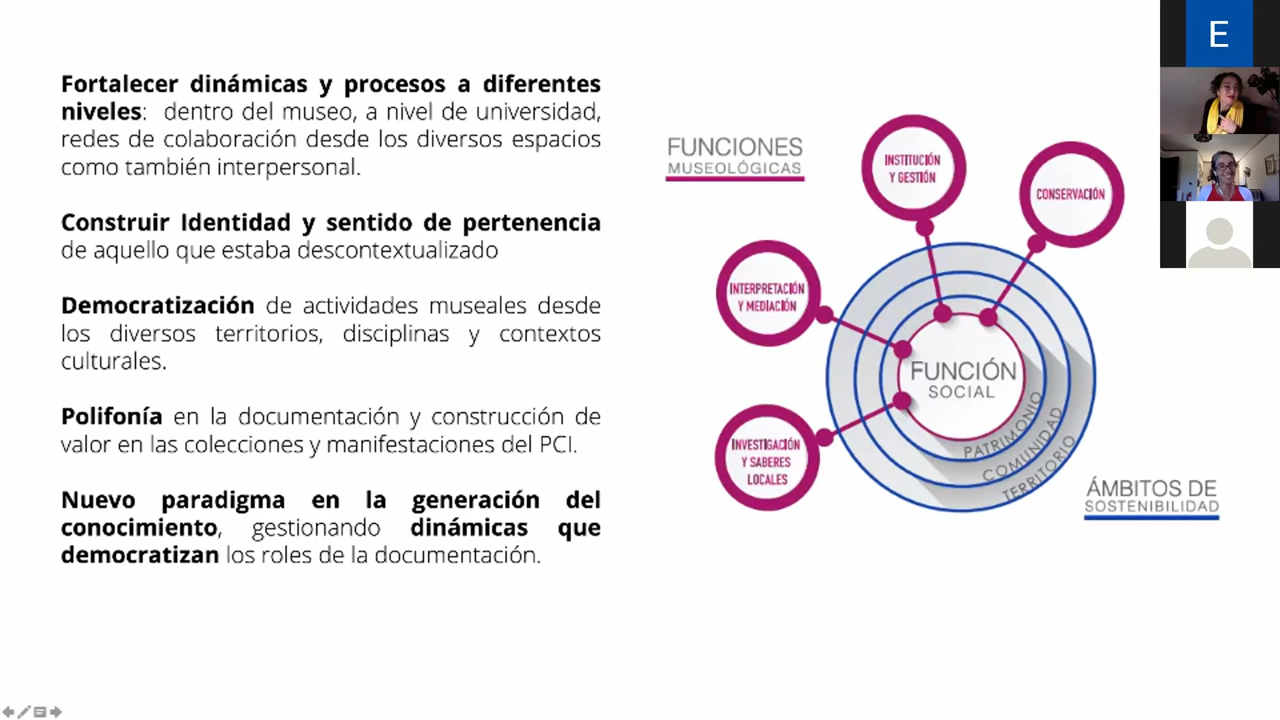 Fortalecer dinámicas y procesos a diferentes
niveles: dentro del museo, a nivel de universidad,
redes de colaboración desde los diversos espacios
como también interpersonal.
Construir Identidad y sentido de pertenencia
de aquello que estaba descontextualizado
Democratización de actividades museales desde
los diversos territorios, disciplinas y contextos
culturales.
Polifonía en la documentación y construcción de
valor en las colecciones y manifestaciones del PCI.
Nuevo paradigma en la generación del
conocimiento, gestionando dinámicas que
democratizan los roles de la documentación.
FUNCIONES
MUSEOLÓGICAS
INSTITUCIÓN
Y GESTIÓN
CONSERVACIÓN
INTERPRETACIÓN
Y MEDIACIÓN
INVESTIGACIÓN
Y SABERES
LOCALES
FUNCIÓN
SOCIAL
PATRIMONIO
COMUNIDAD
TERRITORIO
ÁMBITOS DE
SOSTENIBILIDAD
E